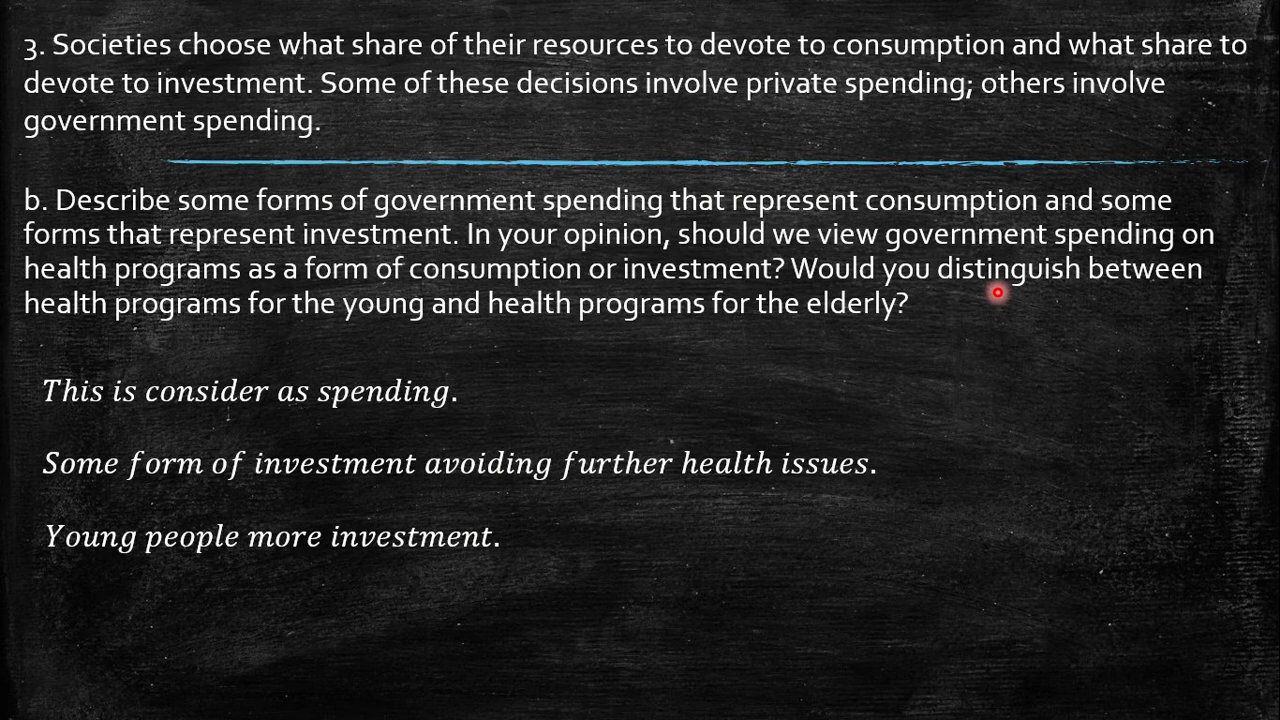 3. Societies choose what share of their resources to devote to consumption and what share to
devote to investment. Some of these decisions involve private spending; others involve
government spending.
b. Describe some forms of government spending that represent consumption and some
forms that represent investment. In your opinion, should we view government spending on
health programs as a form of consumption or investment? Would you distinguish between
health programs for the young and health programs for the elderly?
This is consider as spending.
Some form of investment avoiding further health issues.
Young people more investment.